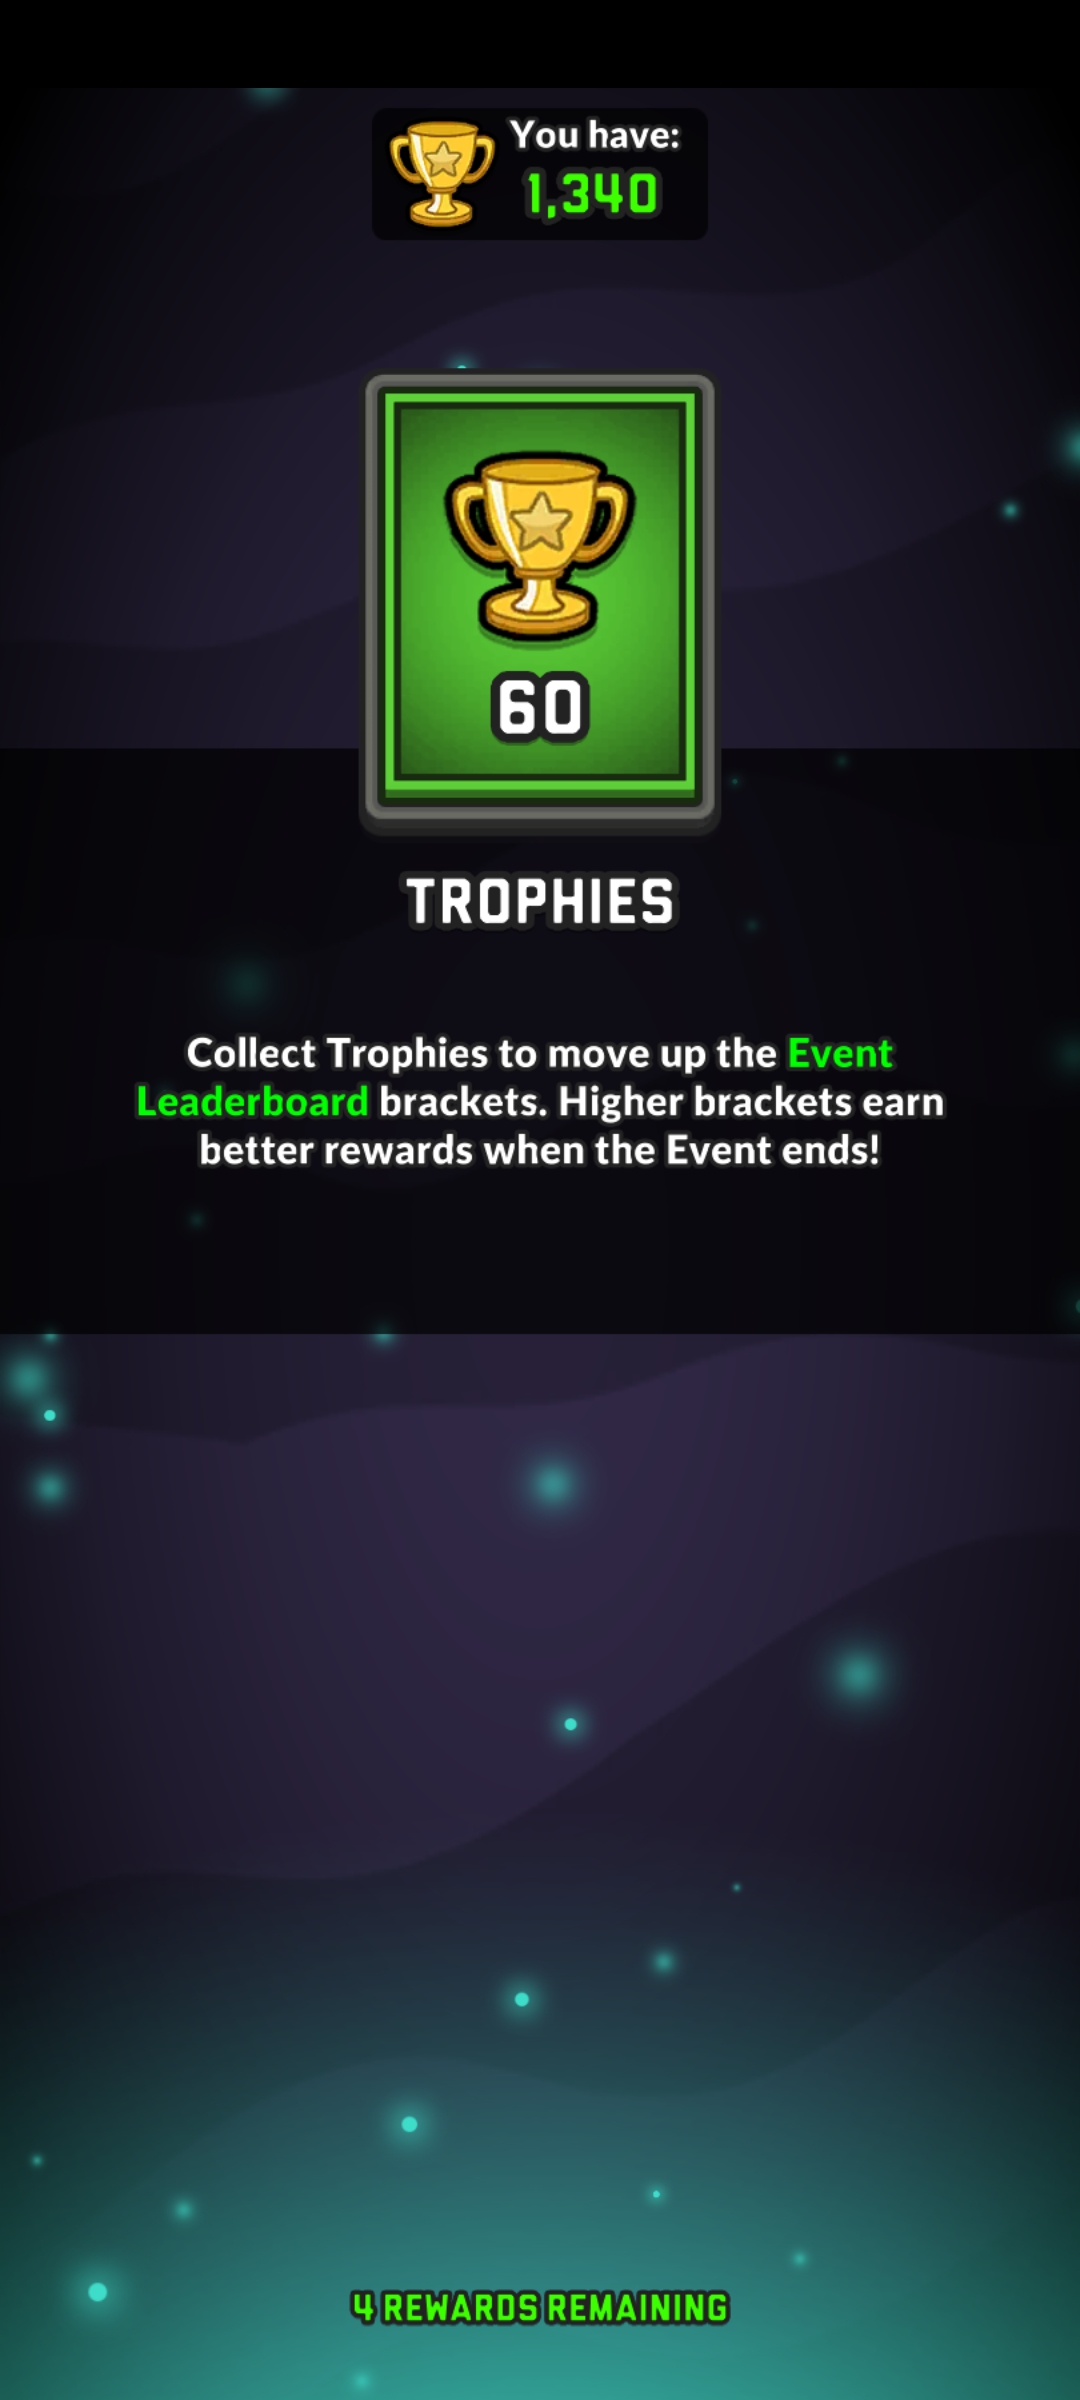 You have:
1,340
60
TROPHIES
Collect Trophies to move up the Event
Leaderboard brackets. Higher brackets earn
better rewards when the Event ends!
4 REWARDS REMAINING